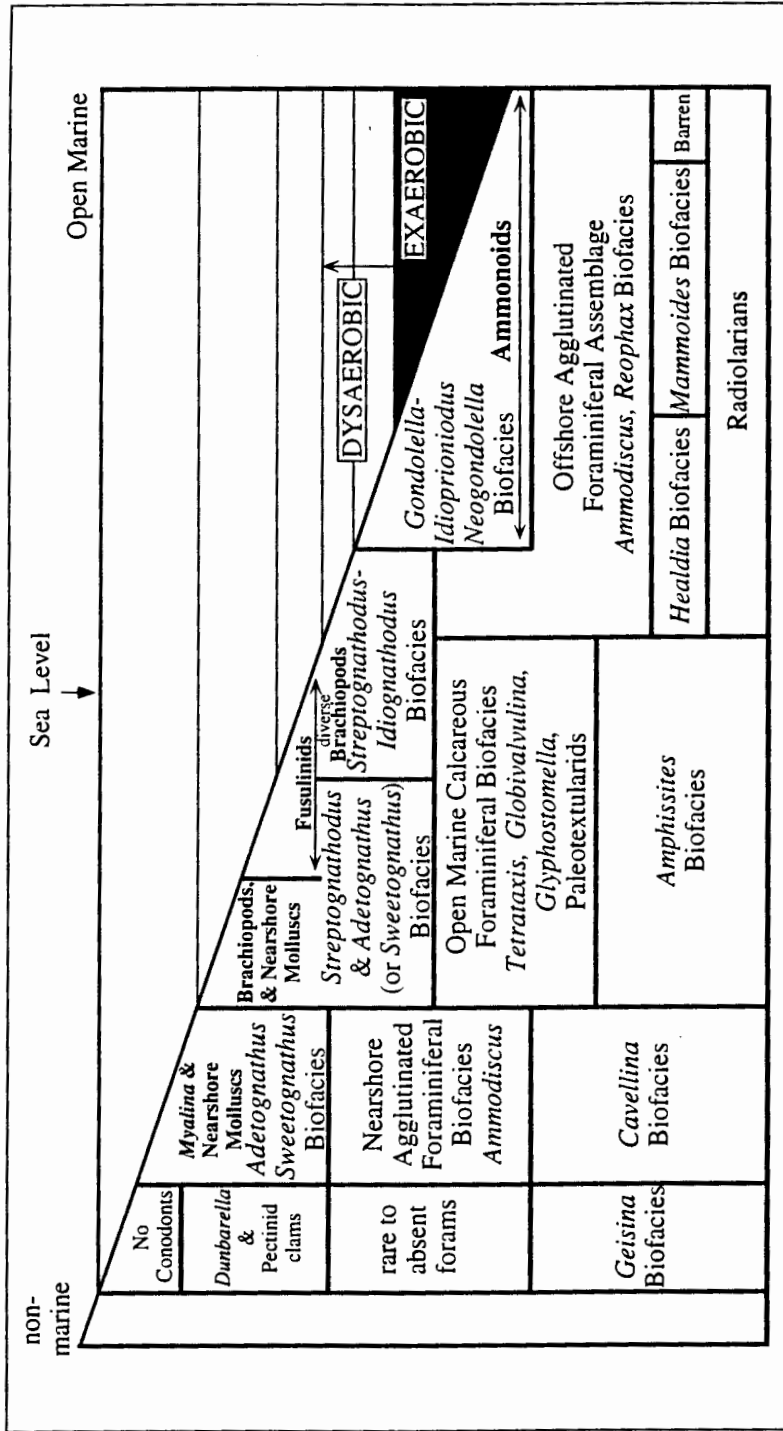 non-
marine
Sea Level
Open Marine
No
Conodonts
Dunbarella
&
Pectinid
clams
rare to
absent
forams
Geisina
Biofacies
Myalina &
Nearshore
Molluscs
Adetognathus
Sweetognathus
Biofacies
Nearshore
Agglutinated
Foraminiferal
Biofacies
Ammodiscus
Cavellina
Biofacies
Brachiopods,
& Nearshore
Molluscs
Streptognathodus
& Adetognathus
(or Sweetognathus)
Biofacies
Fusulinids
diverse
Brachiopods
Streptognathodus-
Idiognathodus
Biofacies
Open Marine Calcareous
Foraminiferal Biofacies
Tetrataxis, Globivalvulina,
Glyphostomella,
Paleotextularids
Amphissites
Biofacies
DYSAEROBIC
EXAEROBIC
Gondolella-
Idioprioniodus
Neogondolella
Biofacies
Ammonoids
Offshore Agglutinated
Foraminiferal Assemblage
Ammodiscus, Reophax Biofacies
Healdia Biofacies
Mammoides Biofacies
Barren
Radiolarians